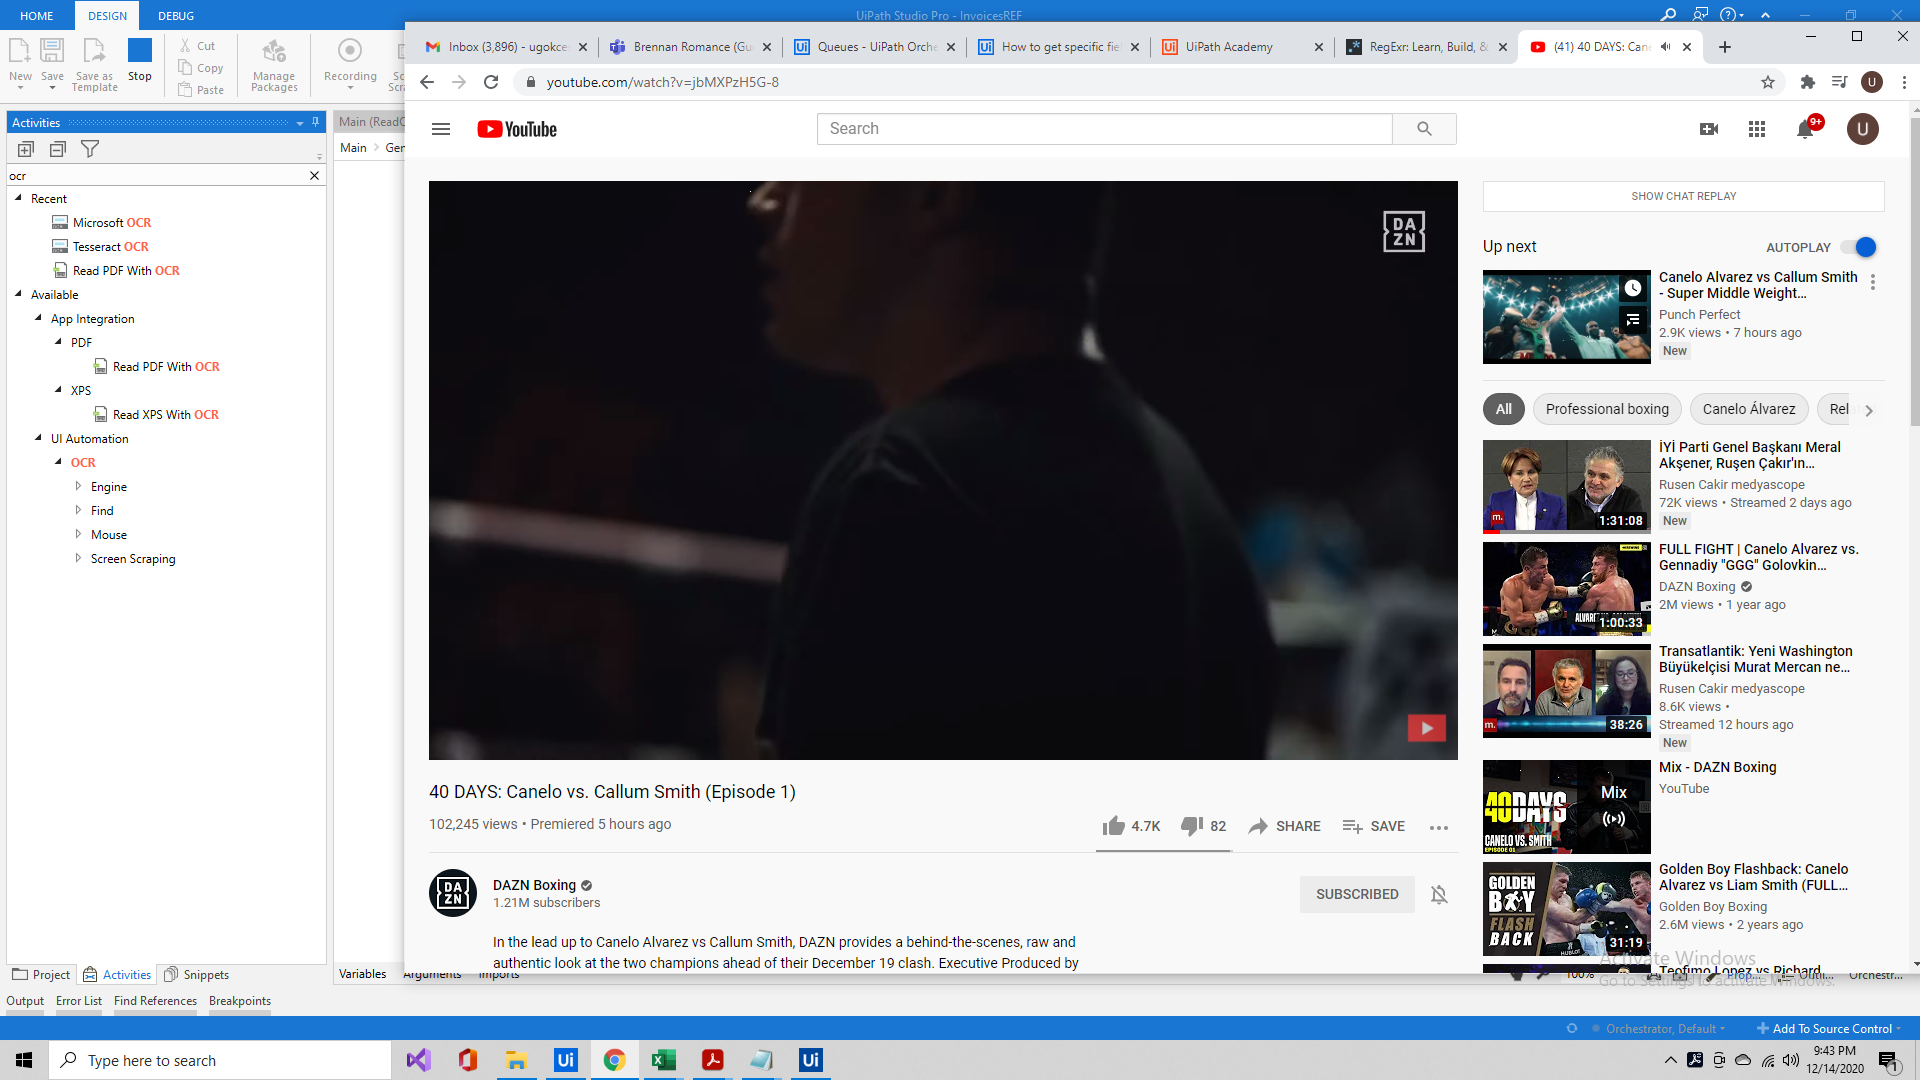 HOME DESIGN DEBUG
UiPath Studio Pro - InvoicesREF
New Save Save as Template Stop
Cut
Copy
Paste
Manage Packages
Recording
Activities
ocr
Recent
Microsoft OCR
Tesseract OCR
Read PDF With OCR
Available
App Integration
PDF
Read PDF With OCR
XPS
Read XPS With OCR
UI Automation
OCR
Engine
Find
Mouse
Screen Scraping
Project Activities Snippets
Output Error List Find References Breakpoints
Main
Variables Arguments Imports
Inbox (3,896) - ugokce
Brennan Romance (Gu
Queues - UiPath Orche
How to get specific fie
UiPath Academy
RegExr: Learn, Build, &
(41) 40 DAYS: Cane
youtube.com/watch?v=jbMXPzH5G-8
YouTube
Search
9+
U
DAZN
40 DAYS: Canelo vs. Callum Smith (Episode 1)
102,245 views • Premiered 5 hours ago
4.7K 82 SHARE SAVE
DAZN
DAZN Boxing
1.21M subscribers
SUBSCRIBED
In the lead up to Canelo Alvarez vs Callum Smith, DAZN provides a behind-the-scenes, raw and
authentic look at the two champions ahead of their December 19 clash. Executive Produced by
SHOW CHAT REPLAY
Up next AUTOPLAY
Canelo Alvarez vs Callum Smith
- Super Middle Weight...
Punch Perfect
2.9K views • 7 hours ago
New
All Professional boxing Canelo Álvarez Rel
İYİ Parti Genel Başkanı Meral
Akşener, Ruşen Çakır'ın...
Rusen Cakir medyascope
72K views • Streamed 2 days ago
New
1:31:08
FULL FIGHT | Canelo Alvarez vs.
Gennadiy "GGG" Golovkin...
DAZN Boxing
2M views • 1 year ago
1:00:33
Transatlantik: Yeni Washington
Büyükelçisi Murat Mercan ne...
Rusen Cakir medyascope
8.6K views •
Streamed 12 hours ago
New
38:26
Mix - DAZN Boxing
YouTube
40DAYS
CANELO VS. SMITH
EPISODE 01
Mix
Golden Boy Flashback: Canelo
Alvarez vs Liam Smith (FULL...
Golden Boy Boxing
2.6M views • 2 years ago
GOLDEN BOY FLASH BACK
31:19
Teofimo Lopez vs Richard
Activate Windows
Go to Settings to activate Windows.
100%
Orchestr...
Orchestrator, Default
Add To Source Control
Type here to search
9:43 PM
12/14/2020
1